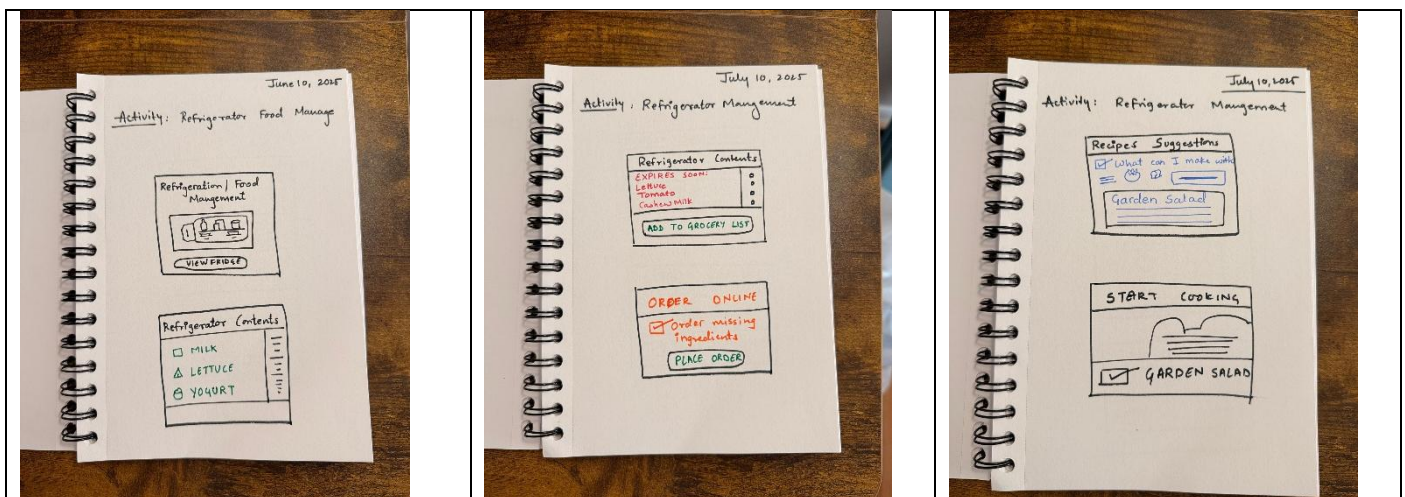 June 10, 2025
Activity: Refrigerator Food Manage
Refrigeration/ Food
Mangement
VIEW FRIDGE
Refrigerator Contents
MILK
LETTUCE
YOGURT
July 10, 2025
Activity: Refrigerator Mangement
Refrigerator Contents
EXPIRES SOON:
Lettuce
Tomato
Cashew Milk
ADD TO GROCERY LIST
ORDER ONLINE
Order missing
ingredients
PLACE ORDER
July 10, 2025
Activity: Refrigerator Mangement
Recipes Suggestions
What can I make with
Garden Salad
START COOKING
GARDEN SALAD